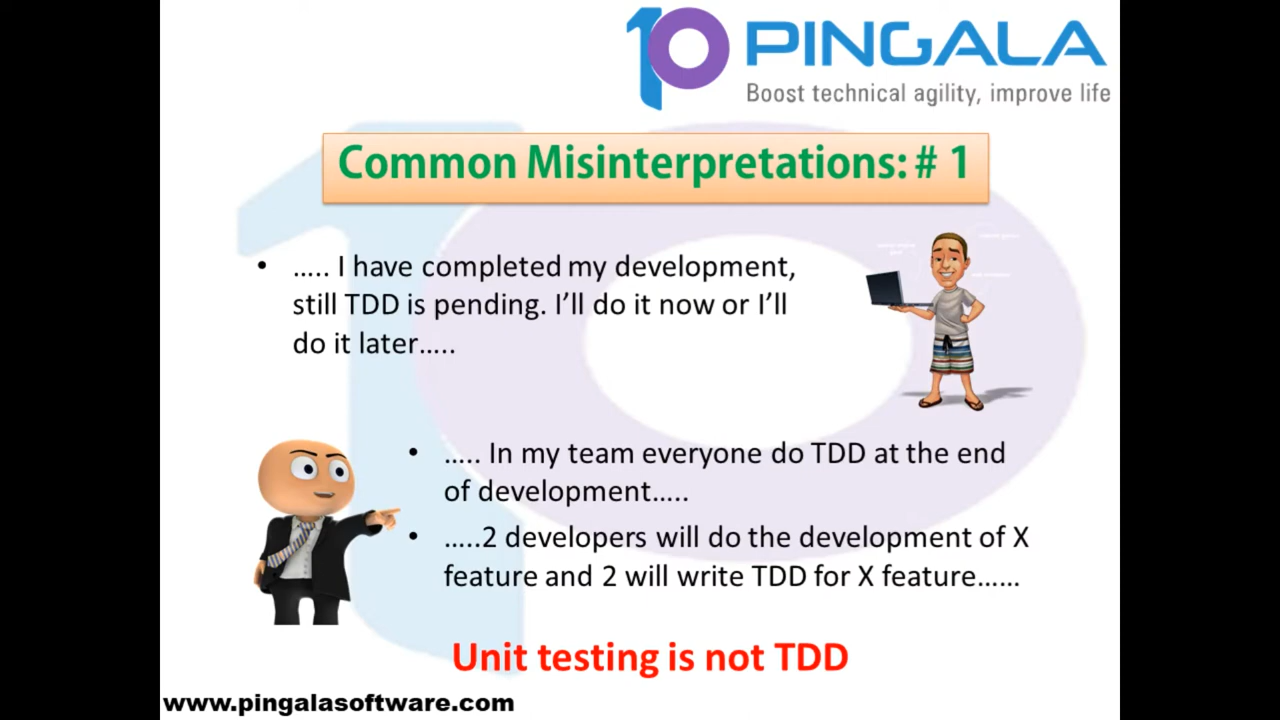 10 PINGALA
Boost technical agility, improve life
Common Misinterpretations: # 1
• ….. I have completed my development,
still TDD is pending. I’ll do it now or I’ll
do it later…..
• ….. In my team everyone do TDD at the end
of development…..
• …..2 developers will do the development of X
feature and 2 will write TDD for X feature……
Unit testing is not TDD
www.pingalasoftware.com